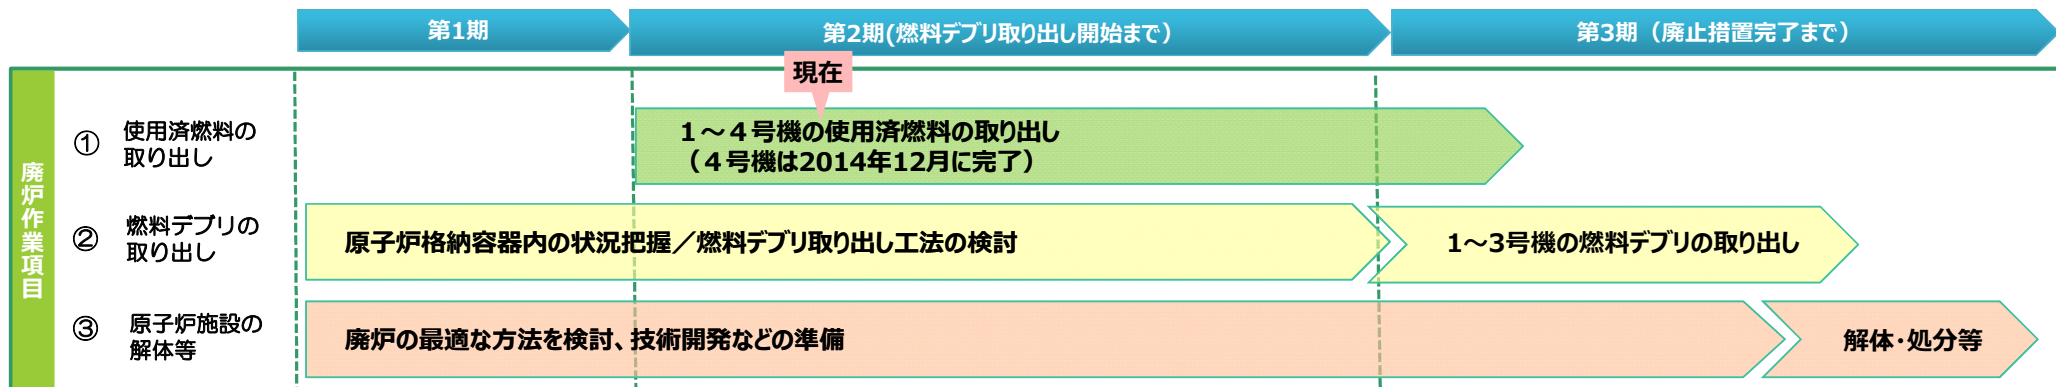 第1期
第2期(燃料デブリ取り出し開始まで)
第3期（廃止措置完了まで）
現在
廃炉作業項目
①
使用済燃料の
取り出し
1～4号機の使用済燃料の取り出し
（4号機は2014年12月に完了）
②
燃料デブリの
取り出し
原子炉格納容器内の状況把握／燃料デブリ取り出し工法の検討
1～3号機の燃料デブリの取り出し
③
原子炉施設の
解体等
廃炉の最適な方法を検討、技術開発などの準備
解体・処分等